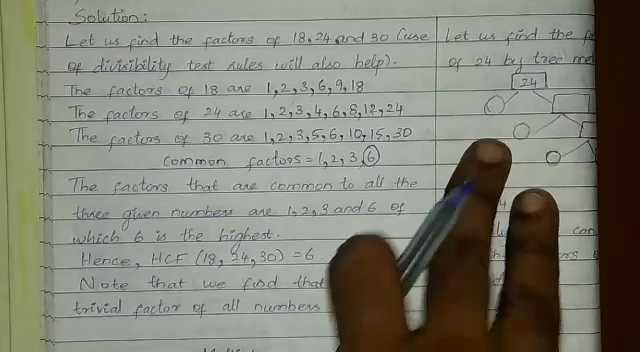 Solution:
Let us find the factors of 18, 24 and 30 (use
of divisibility test rules will also help).
The factors of 18 are 1,2,3,6,9,18
The factors of 24 are 1,2,3,4,6,8,12,24
The factors of 30 are 1,2,3,5,6,10,15,30
Common factors = 1,2,3,6
The factors that are common to all the
three given numbers are 1,2,3 and 6 of
which 6 is the highest.
Hence, HCF (18, 24, 30) = 6
Note that we find that
trivial factor of all numbers
Let us find the
of 24 by tree
24